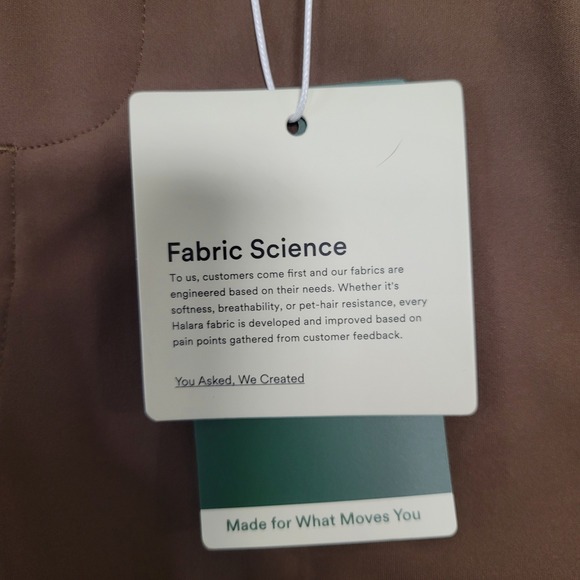 Fabric Science
To us, customers come first and our fabrics are
engineered based on their needs. Whether it's
softness, breathability, or pet-hair resistance, every
Halara fabric is developed and improved based on
pain points gathered from customer feedback.
You Asked, We Created
Made for What Moves You